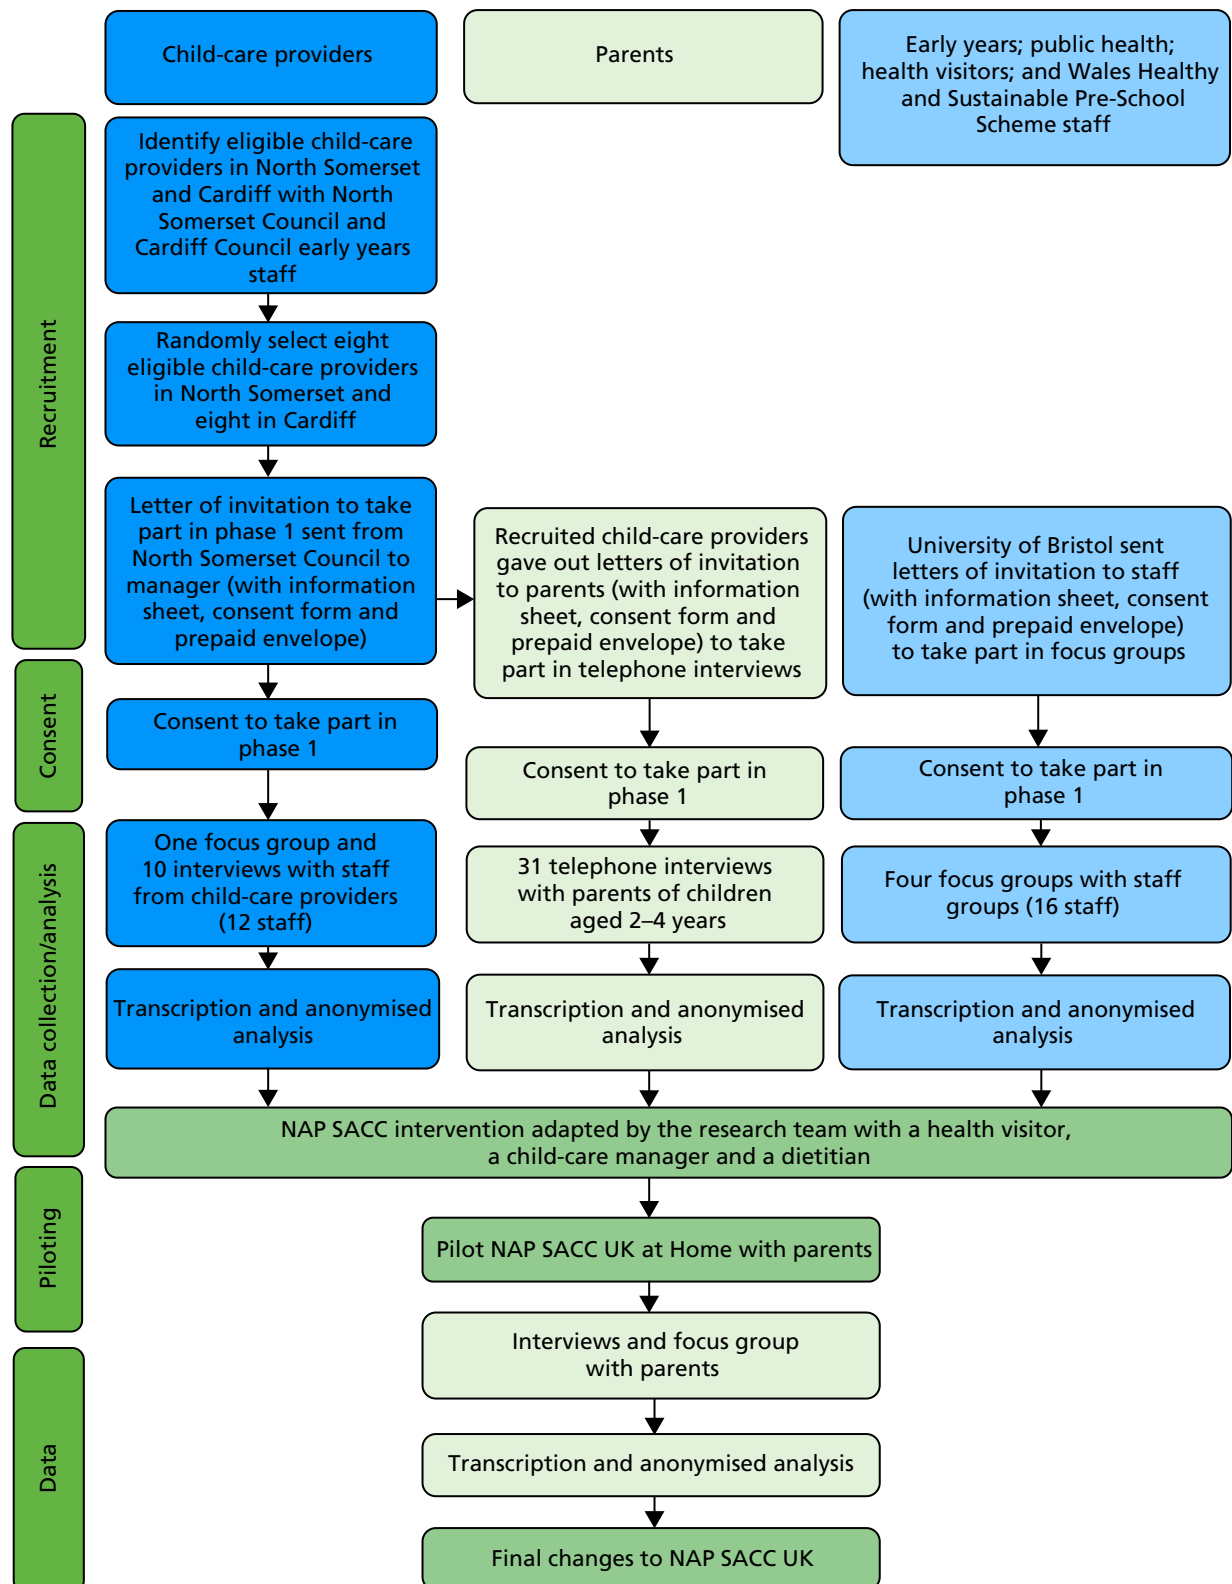 Child-care providers
Parents
Early years; public health;
health visitors; and Wales Healthy
and Sustainable Pre-School
Scheme staff
Recruitment
Identify eligible child-care
providers in North Somerset
and Cardiff with North
Somerset Council and
Cardiff Council early years
staff
Randomly select eight
eligible child-care providers
in North Somerset and
eight in Cardiff
Letter of invitation to take
part in phase 1 sent from
North Somerset Council to
manager (with information
sheet, consent form and
prepaid envelope)
Recruited child-care providers
gave out letters of invitation
to parents (with information
sheet, consent form and
prepaid envelope) to take
part in telephone interviews
University of Bristol sent
letters of invitation to staff
(with information sheet, consent
form and prepaid envelope)
to take part in focus groups
Consent
Consent to take part in
phase 1
Consent to take part in
phase 1
Consent to take part in
phase 1
Data collection/analysis
One focus group and
10 interviews with staff
from child-care providers
(12 staff)
31 telephone interviews
with parents of children
aged 2–4 years
Four focus groups with staff
groups (16 staff)
Transcription and anonymised
analysis
Transcription and anonymised
analysis
Transcription and anonymised
analysis
NAP SACC intervention adapted by the research team with a health visitor,
a child-care manager and a dietitian
Piloting
Pilot NAP SACC UK at Home with parents
Data
Interviews and focus group
with parents
Transcription and anonymised analysis
Final changes to NAP SACC UK